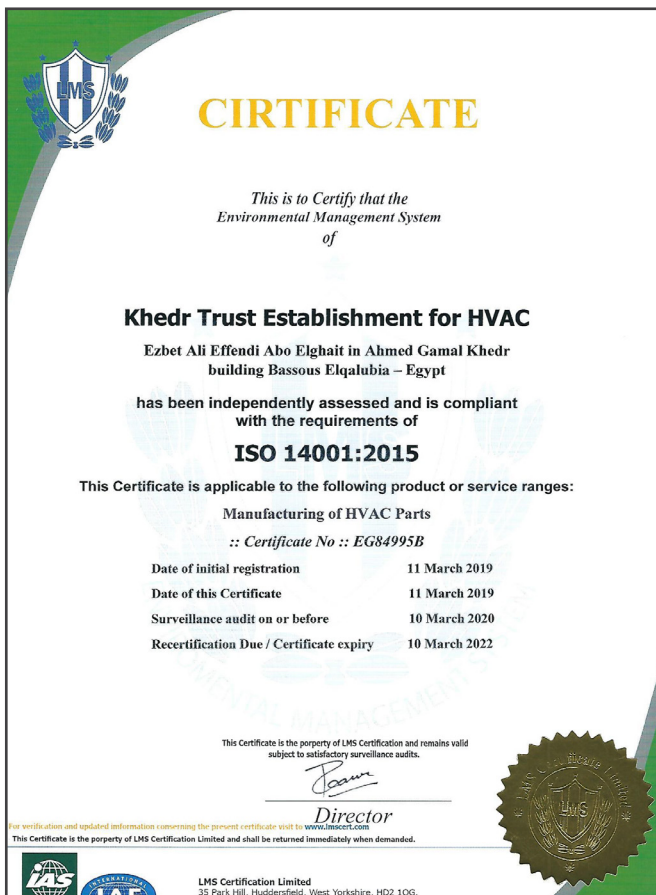 LMS
CIRTIFICATE
This is to Certify that the
Environmental Management System
of
Khedr Trust Establishment for HVAC
Ezbet Ali Effendi Abo Elghait in Ahmed Gamal Khedr
building Bassous Elqalubia – Egypt
has been independently assessed and is compliant
with the requirements of
ISO 14001:2015
This Certificate is applicable to the following product or service ranges:
Manufacturing of HVAC Parts
:: Certificate No :: EG84995B
Date of initial registration 11 March 2019
Date of this Certificate 11 March 2019
Surveillance audit on or before 10 March 2020
Recertification Due / Certificate expiry 10 March 2022
This Certificate is the porperty of LMS Certification and remains valid
subject to satisfactory surveillance audits.
Director
For verification and updated information concerning the present certificate visit to www.lmscert.com
This Certificate is the porperty of LMS Certification Limited and shall be returned immediately when demanded.
LMS Certificate Limited
LMS
IAS
INTERNATIONAL
LMS Certification Limited
35 Park Hill, Huddersfield, West Yorkshire, HD2 1QG,